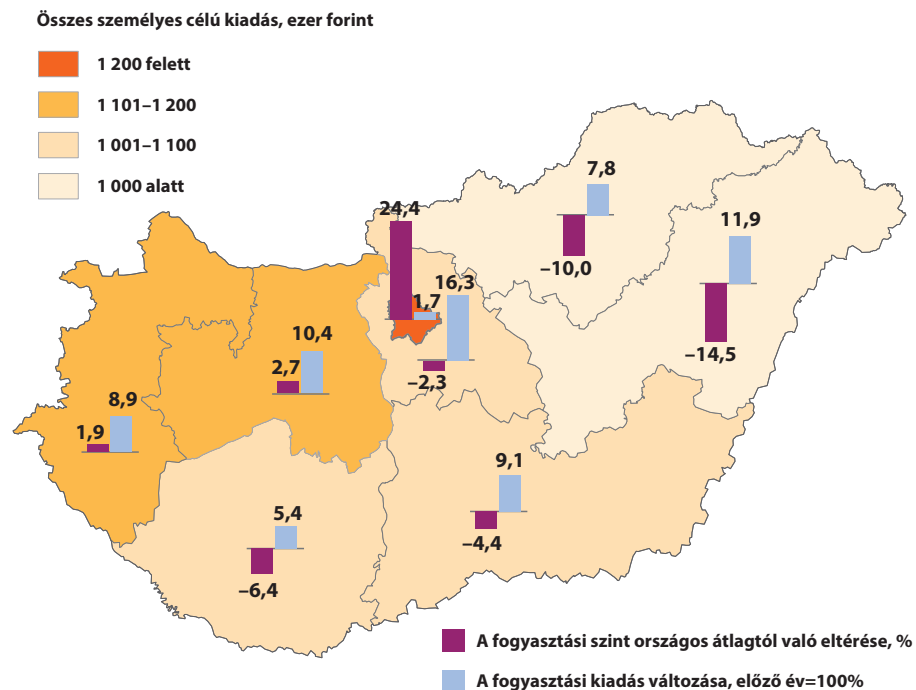 Összes személyes célú kiadás, ezer forint
1 200 felett
1 101–1 200
1 001–1 100
1 000 alatt
7,8
–10,0
11,9
–14,5
24,4
1,7
16,3
–2,3
10,4
2,7
8,9
1,9
9,1
–4,4
5,4
–6,4
A fogyasztási szint országos átlagtól való eltérése, %
A fogyasztási kiadás változása, előző év=100%